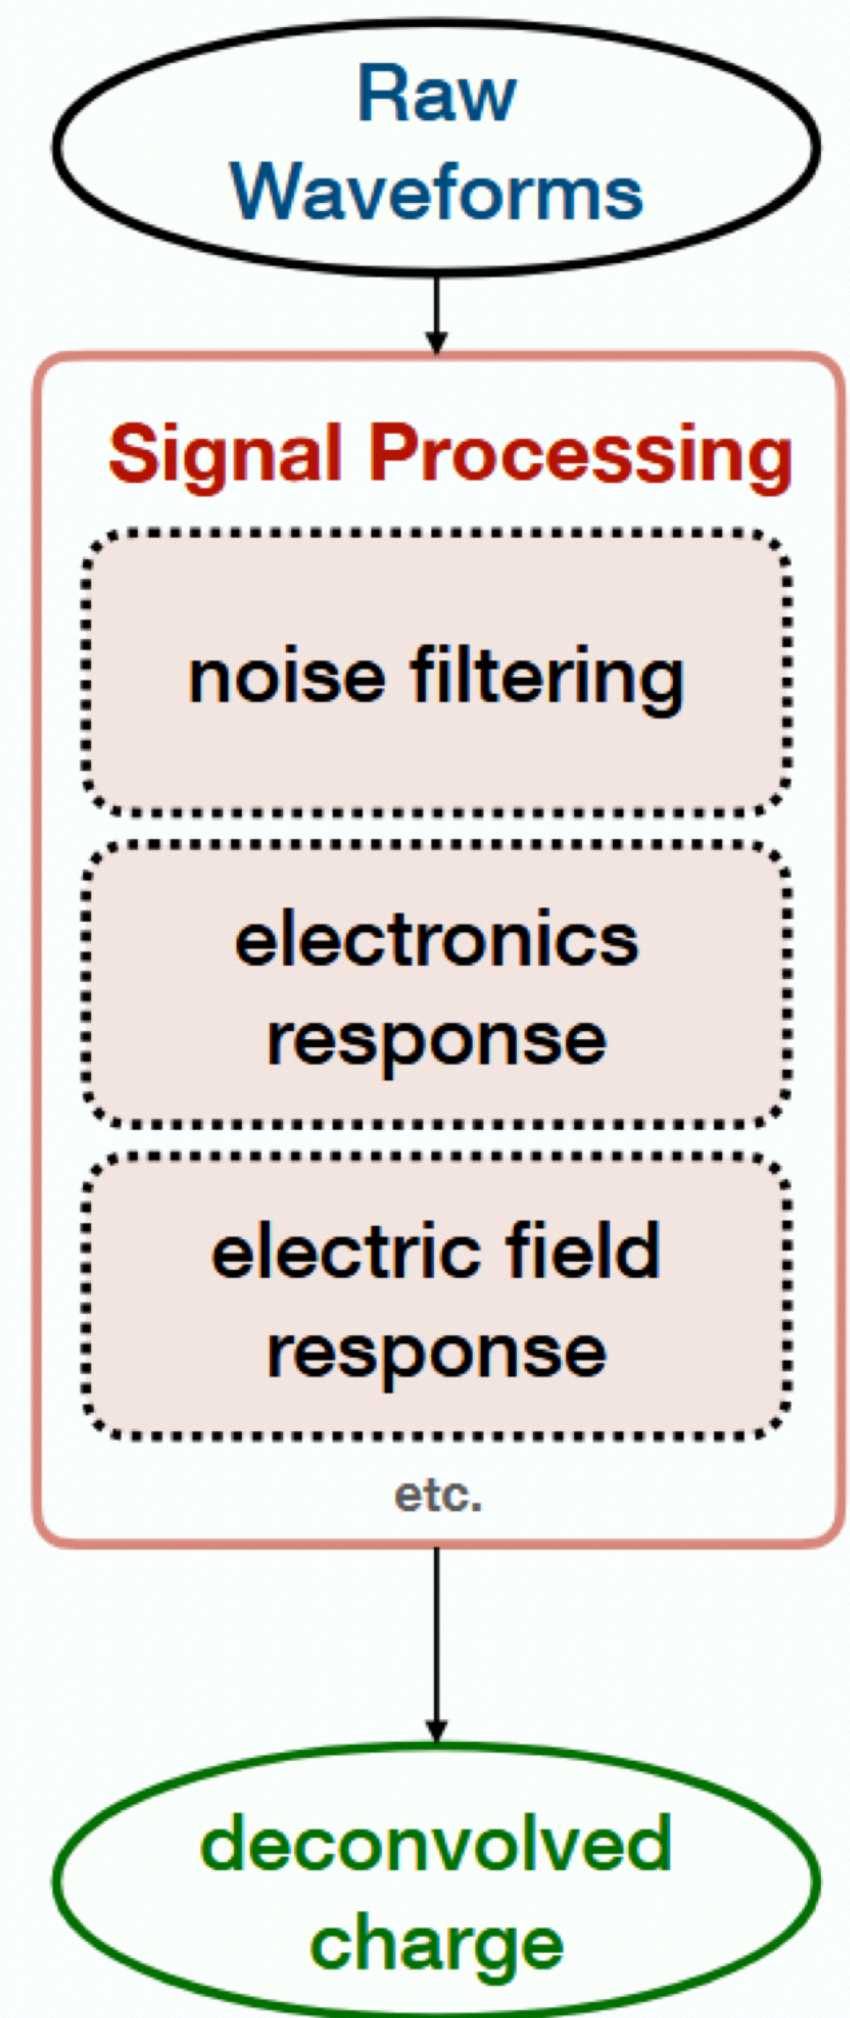 Raw
Waveforms
Signal Processing
noise filtering
electronics
response
electric field
response
etc.
deconvolved
charge